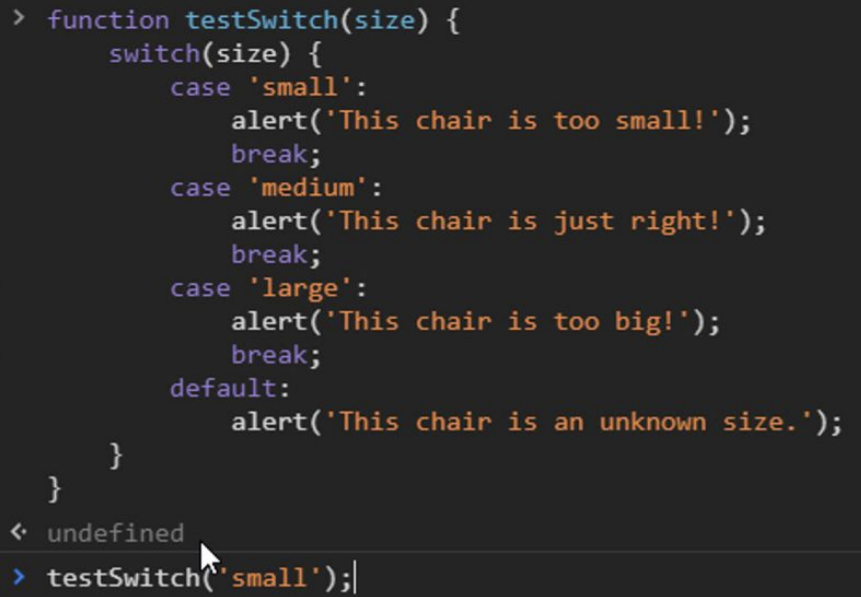 > function testSwitch(size) {
    switch(size) {
        case 'small':
            alert('This chair is too small!');
            break;
        case 'medium':
            alert('This chair is just right!');
            break;
        case 'large':
            alert('This chair is too big!');
            break;
        default:
            alert('This chair is an unknown size.');
    }
}
undefined
> testSwitch('small');